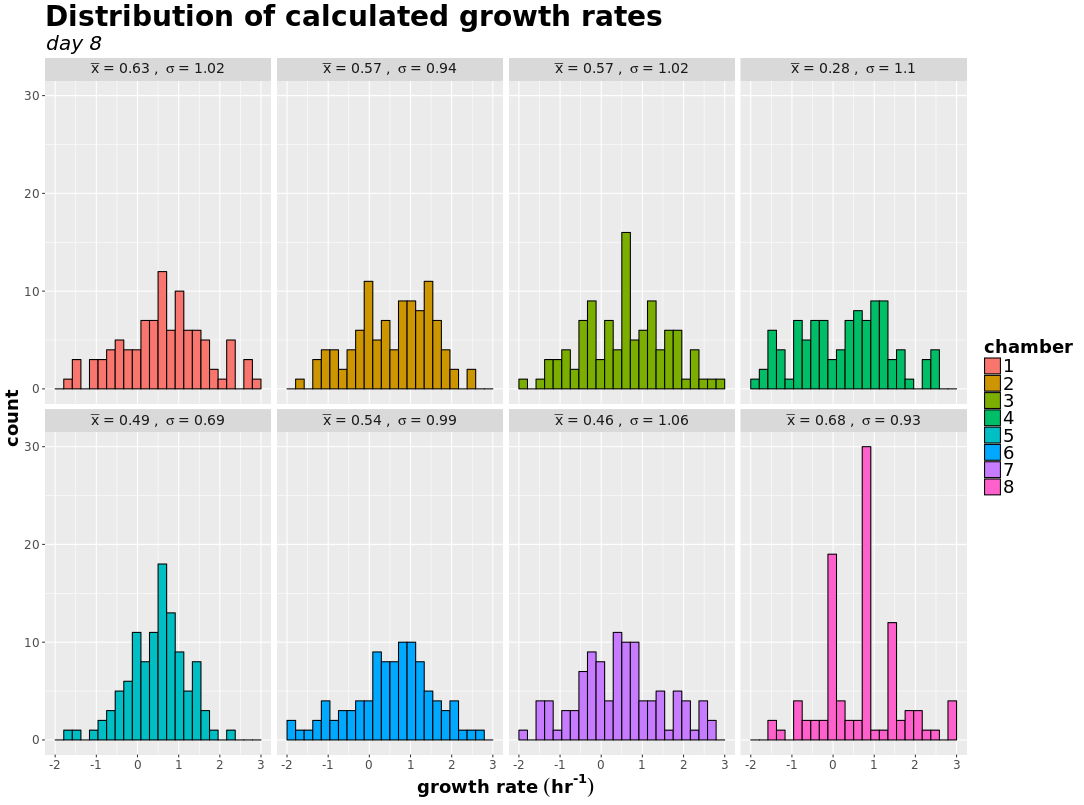 Distribution of calculated growth rates
day 8
x̅ = 0.63 , σ = 1.02
x̅ = 0.57 , σ = 0.94
x̅ = 0.57 , σ = 1.02
x̅ = 0.28 , σ = 1.1
30
20
10
0
x̅ = 0.49 , σ = 0.69
x̅ = 0.54 , σ = 0.99
x̅ = 0.46 , σ = 1.06
x̅ = 0.68 , σ = 0.93
30
20
10
0
-2 -1 0 1 2 3
-2 -1 0 1 2 3
-2 -1 0 1 2 3
-2 -1 0 1 2 3
growth rate (hr⁻¹)
count
chamber
1
2
3
4
5
6
7
8